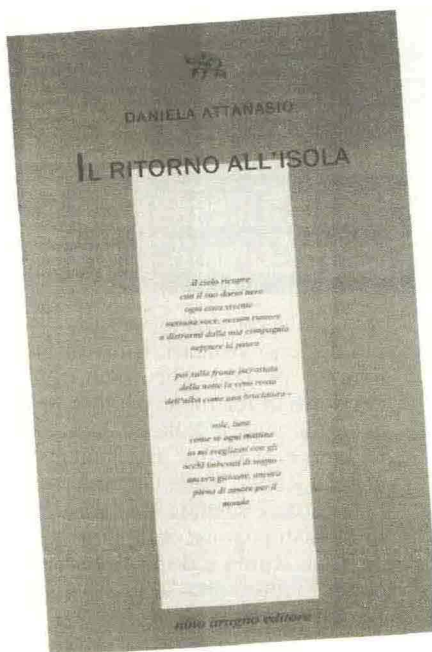 DANIELA ATTANASIO
IL RITORNO ALL'ISOLA
il cielo ricopre
con il suo dorso nero
ogni cosa vivente -
nessuna voce, nessun rumore
a distrarmi dalla mia compagnia
neppure la paura
poi sulla fronte incrostata
della notte la vena rossa
dell'alba come una bruciatura -
sole, luna
come se ogni mattina
io mi svegliassi con gli
occhi imbevuti di sogno -
ancora giovane, ancora
piena di amore per il
mondo
nino aragno editore